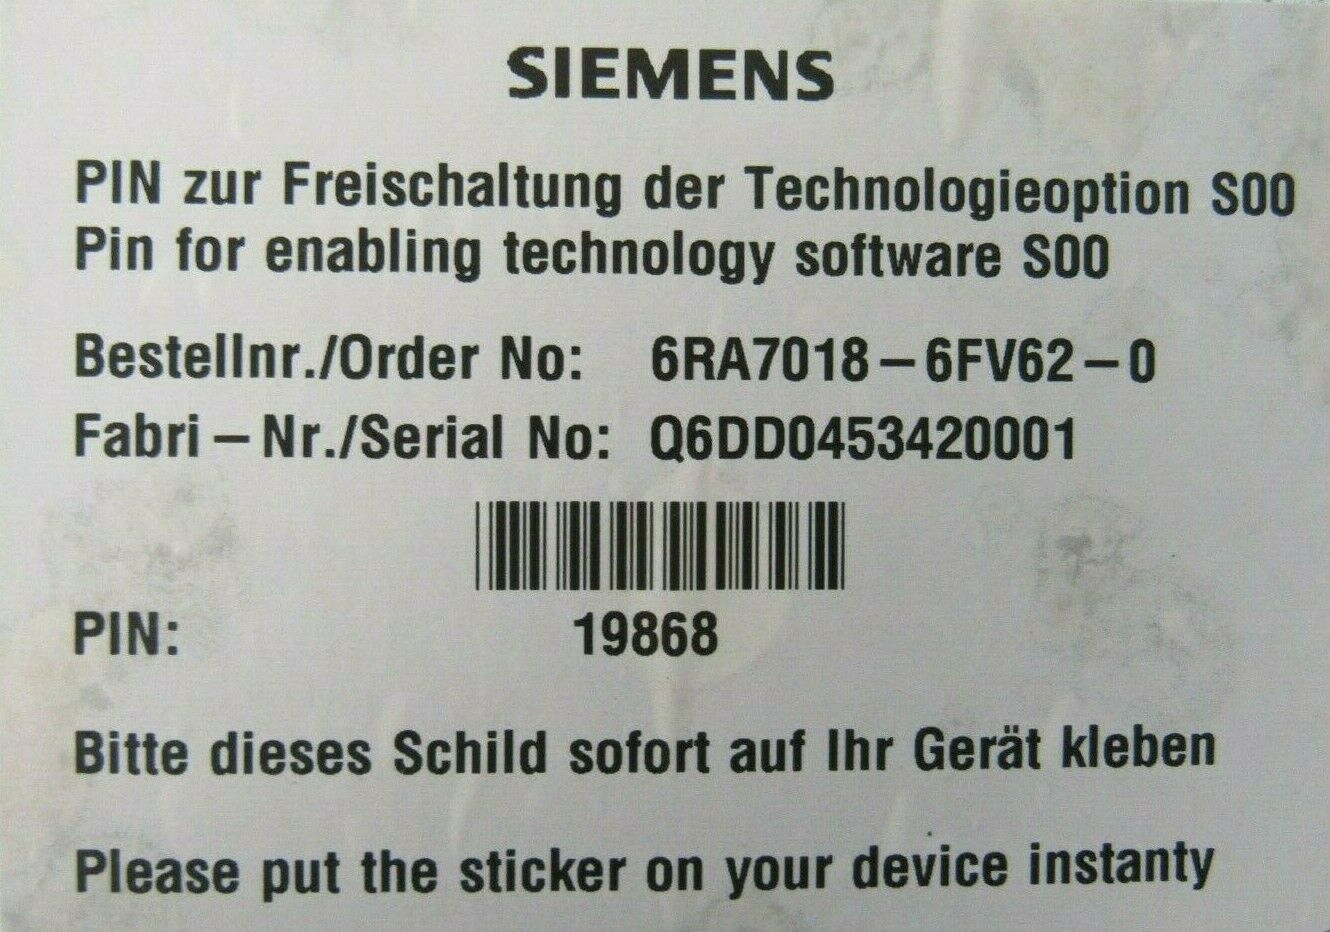 SIEMENS
PIN zur Freischaltung der Technologieoption S00
Pin for enabling technology software S00
Bestellnr./Order No: 6RA7018-6FV62-0
Fabri-Nr./Serial No: Q6DD0453420001
PIN: 19868
Bitte dieses Schild sofort auf Ihr Gerät kleben
Please put the sticker on your device instanty